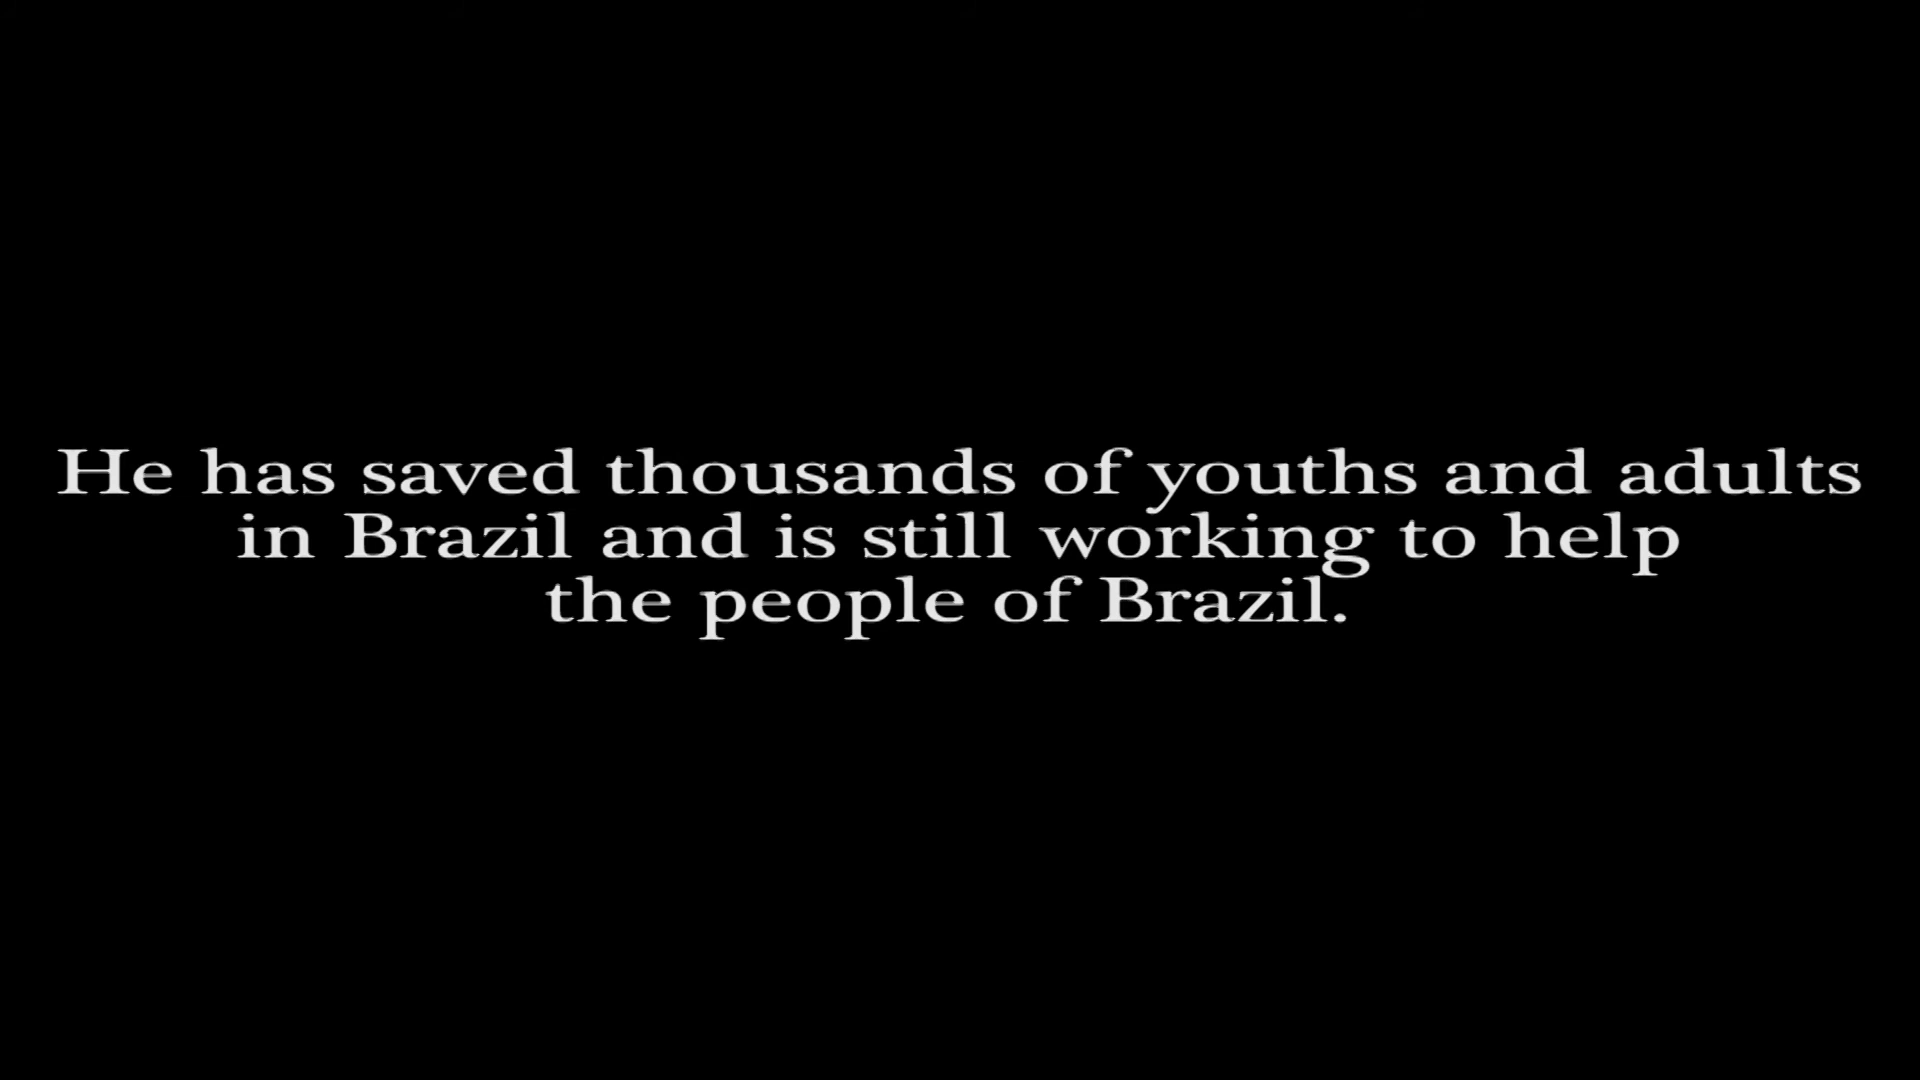 He has saved thousands of youths and adults
in Brazil and is still working to help
the people of Brazil.